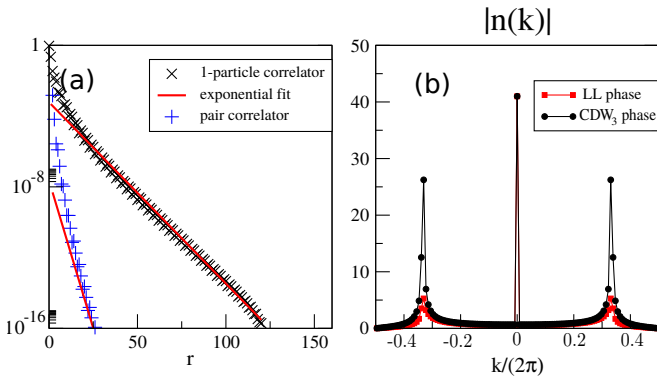 |n(k)|
1
10^-8
10^-16
0
50
100
150
r
(a)
1-particle correlator
exponential fit
pair correlator
50
40
30
20
10
0
-0.4
-0.2
0
0.2
0.4
k/(2π)
(b)
LL phase
CDW₃ phase